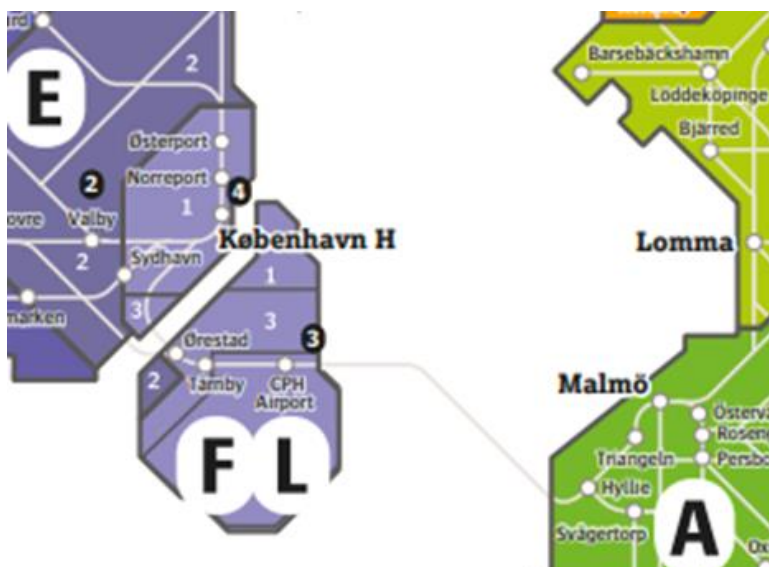 2
Barsebäckshamn
E
Löddeköpinge
Østerport
Bjärred
Norreport
2
4
1
Valby
København H
Lomma
2
Sydhavn
1
3
3
Ørestad
3
Malmö
2
Tårnby
CPH
Airport
Triangeln
F L
Hyllie
A
Svågertorp